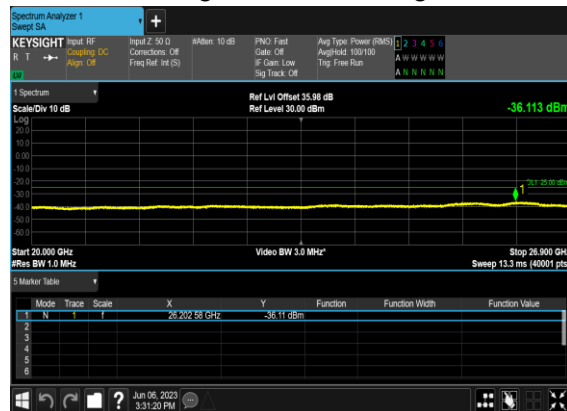 Spectrum Analyzer 1
Swept SA
+
KEYSIGHT
R T
LW
Input: RF
Coupling: DC
Align: Off
Input Z: 50 Ω
Corrections: Off
Freq Ref: Int (S)
#Atten: 10 dB
PNO: Fast
Gate: Off
IF Gain: Low
Sig Track: Off
Avg Type: Power (RMS)
Avg|Hold: 100/100
Trig: Free Run
1 2 3 4 5 6
A W W W W W
A N N N N N
1 Spectrum
Scale/Div 10 dB
Ref Lvl Offset 35.98 dB
Ref Level 30.00 dBm
-36.113 dBm
Log
20.0
10.0
0.00
-10.0
-20.0
-30.0
-40.0
-50.0
-60.0
1
DL1 -25.00 dBm
Start 20.000 GHz
#Res BW 1.0 MHz
Video BW 3.0 MHz*
Stop 26.900 GHz
Sweep 13.3 ms (40001 pts)
5 Marker Table
Mode Trace Scale X Y Function Function Width Function Value
1 N 1 f 26.202 58 GHz -36.11 dBm
2
3
4
5
6
?
Jun 06, 2023
3:31:20 PM